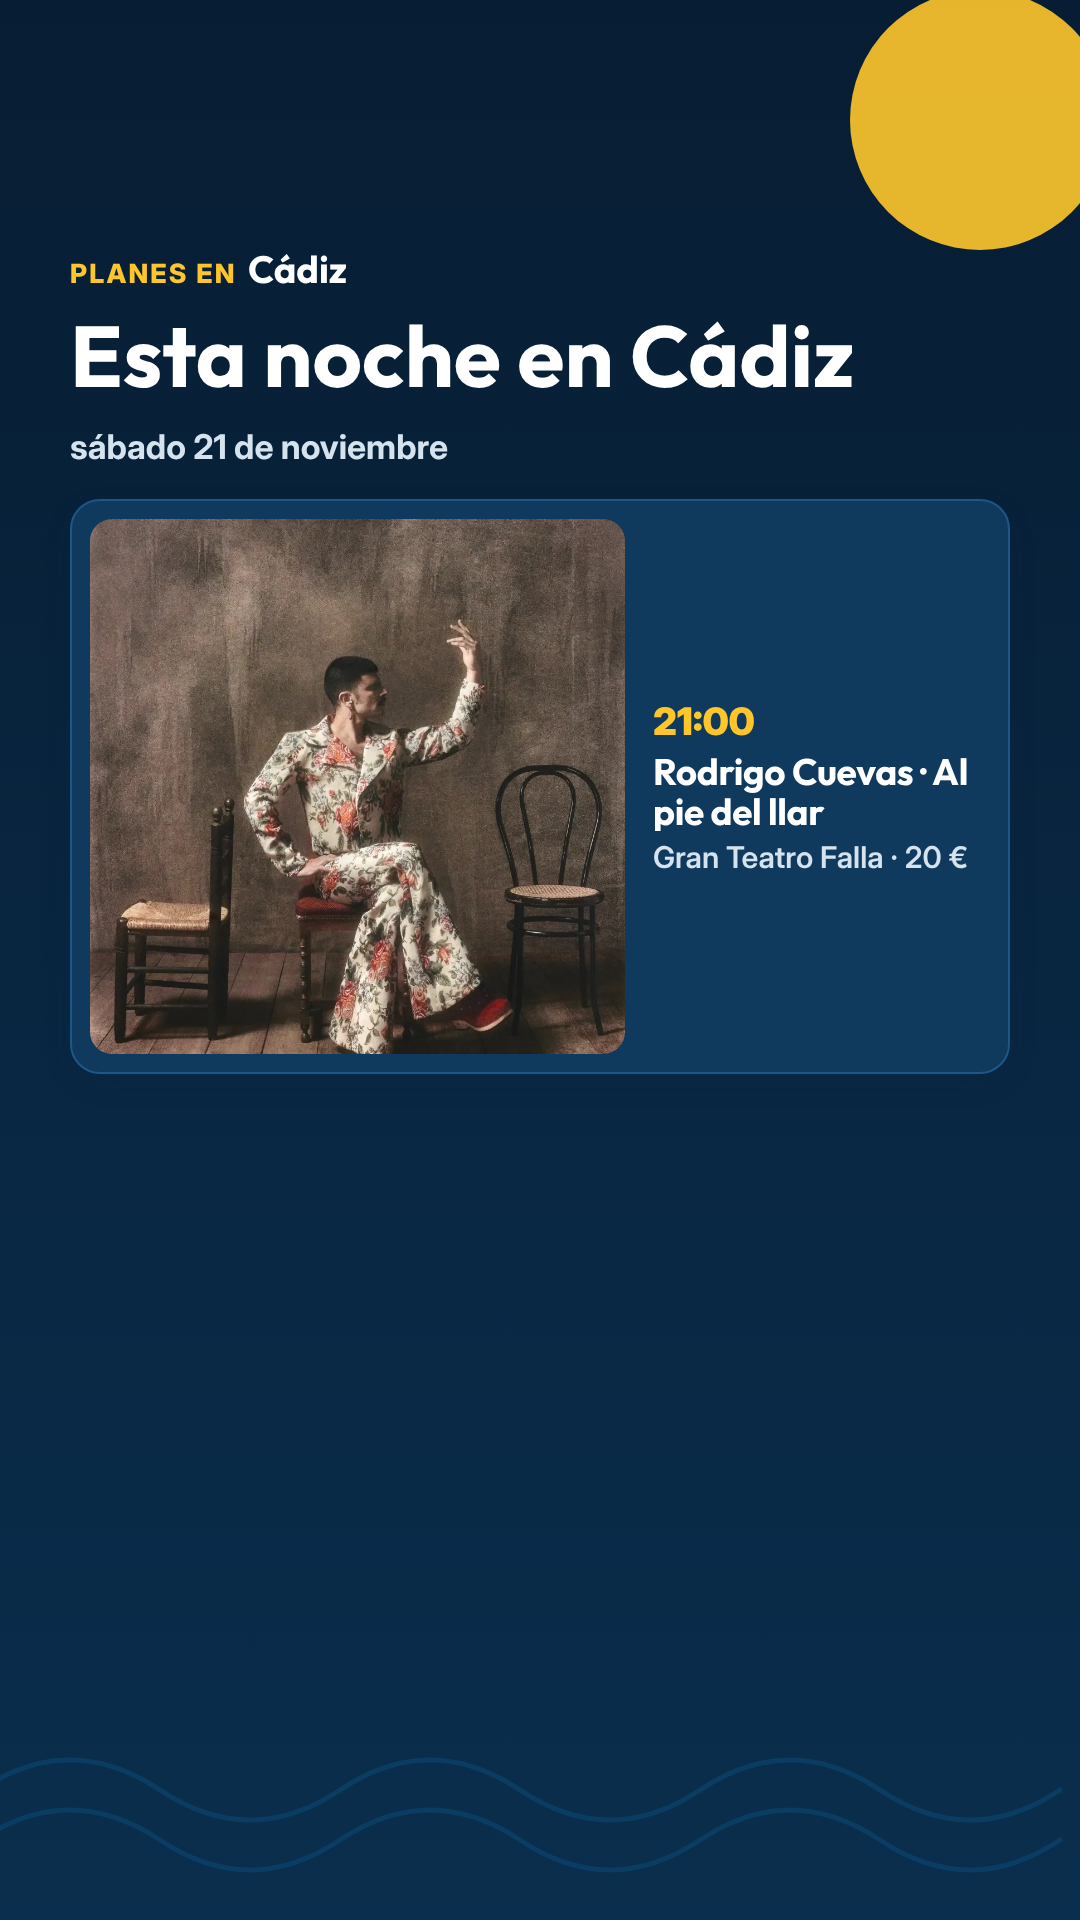 PLANES EN Cádiz
Esta noche en Cádiz
sábado 21 de noviembre
21:00
Rodrigo Cuevas · Al
pie del llar
Gran Teatro Falla · 20 €